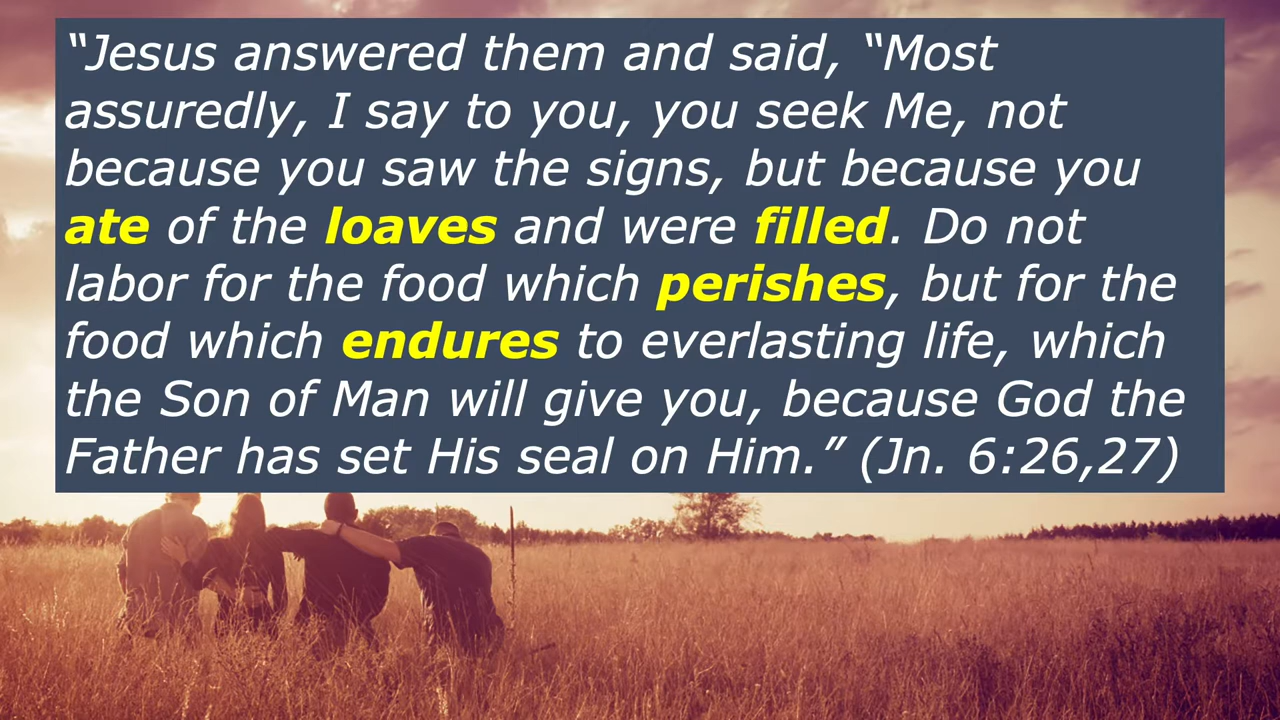 “Jesus answered them and said, “Most
assuredly, I say to you, you seek Me, not
because you saw the signs, but because you
ate of the loaves and were filled. Do not
labor for the food which perishes, but for the
food which endures to everlasting life, which
the Son of Man will give you, because God the
Father has set His seal on Him.” (Jn. 6:26,27)